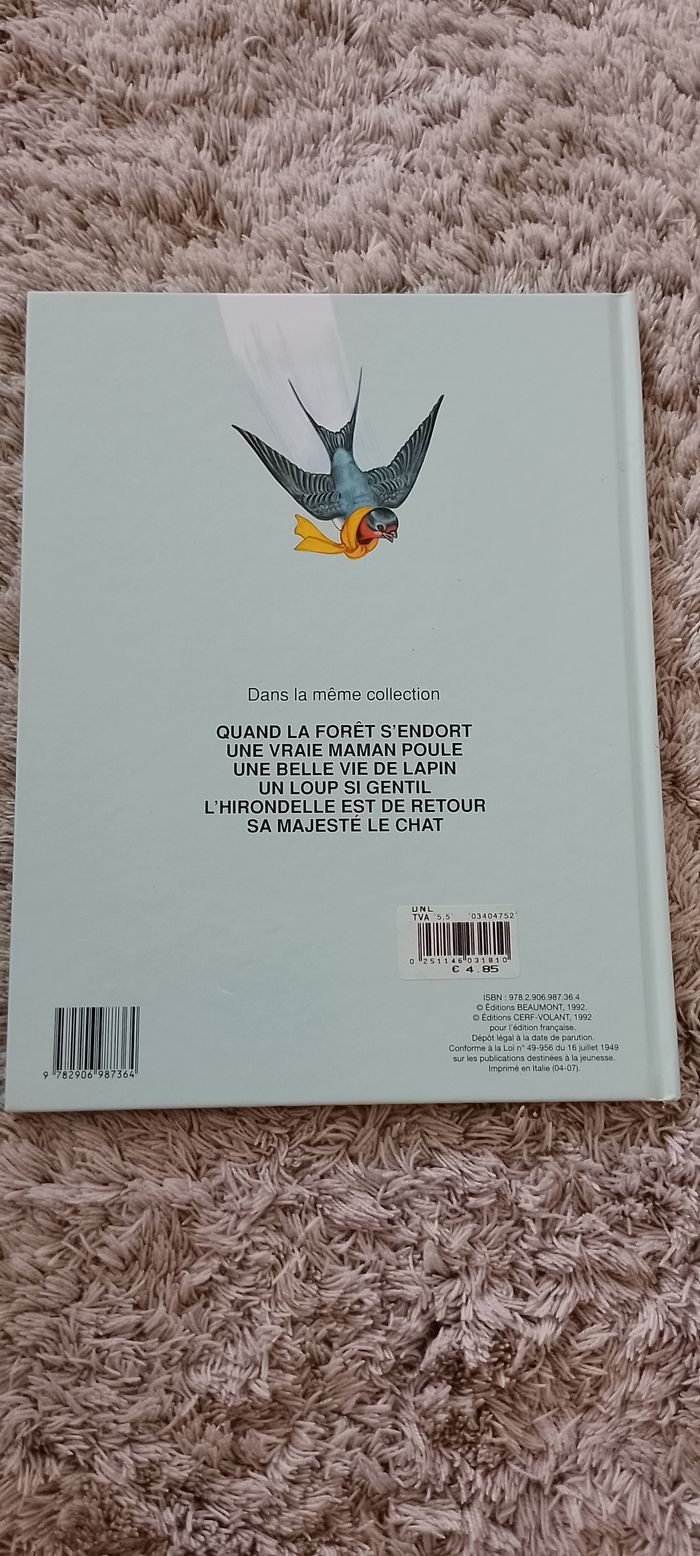 Dans la même collection
QUAND LA FORÊT S'ENDORT
UNE VRAIE MAMAN POULE
UNE BELLE VIE DE LAPIN
UN LOUP SI GENTIL
L'HIRONDELLE EST DE RETOUR
SA MAJESTÉ LE CHAT
UNL
TVA '5,5' '03404752
0 251146 031810
€ 4.85
ISBN : 978.2.906.987.36.4
© Éditions BEAUMONT, 1992.
© Éditions CERF-VOLANT, 1992
pour l'édition française.
Dépôt légal à la date de parution.
Conforme à la Loi n° 49-956 du 16 juillet 1949
sur les publications destinées à la jeunesse.
Imprimé en Italie (04-07).
9 782906 987364